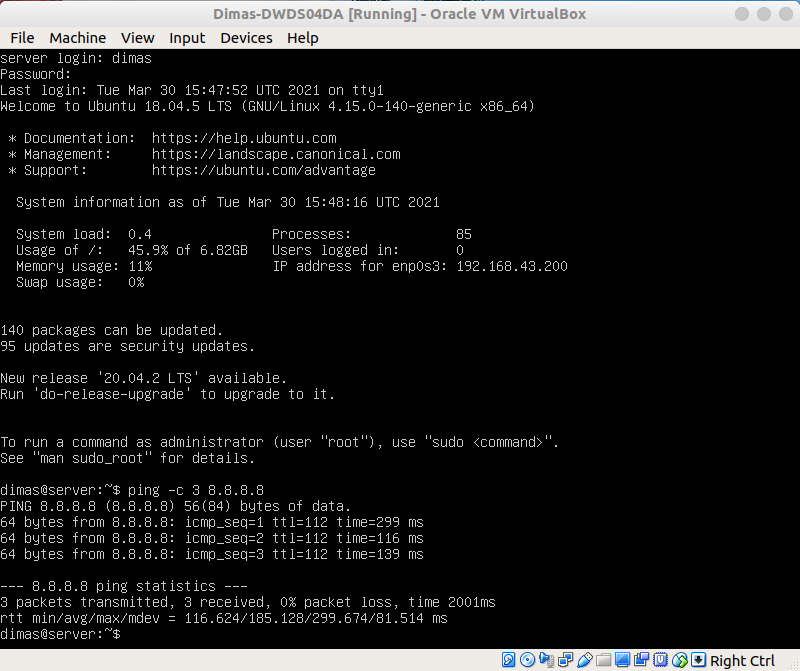 Dimas-DWDS04DA [Running] - Oracle VM VirtualBox
File Machine View Input Devices Help
server login: dimas
Password:
Last login: Tue Mar 30 15:47:52 UTC 2021 on tty1
Welcome to Ubuntu 18.04.5 LTS (GNU/Linux 4.15.0-140-generic x86_64)

 * Documentation:  https://help.ubuntu.com
 * Management:     https://landscape.canonical.com
 * Support:        https://ubuntu.com/advantage

  System information as of Tue Mar 30 15:48:16 UTC 2021

  System load:  0.4               Processes:             85
  Usage of /:   45.9% of 6.82GB   Users logged in:       0
  Memory usage: 11%               IP address for enp0s3: 192.168.43.200
  Swap usage:   0%

140 packages can be updated.
95 updates are security updates.

New release '20.04.2 LTS' available.
Run 'do-release-upgrade' to upgrade to it.

To run a command as administrator (user "root"), use "sudo <command>".
See "man sudo_root" for details.

dimas@server:~$ ping -c 3 8.8.8.8
PING 8.8.8.8 (8.8.8.8) 56(84) bytes of data.
64 bytes from 8.8.8.8: icmp_seq=1 ttl=112 time=299 ms
64 bytes from 8.8.8.8: icmp_seq=2 ttl=112 time=116 ms
64 bytes from 8.8.8.8: icmp_seq=3 ttl=112 time=139 ms

--- 8.8.8.8 ping statistics ---
3 packets transmitted, 3 received, 0% packet loss, time 2001ms
rtt min/avg/max/mdev = 116.624/185.128/299.674/81.514 ms
dimas@server:~$
Right Ctrl